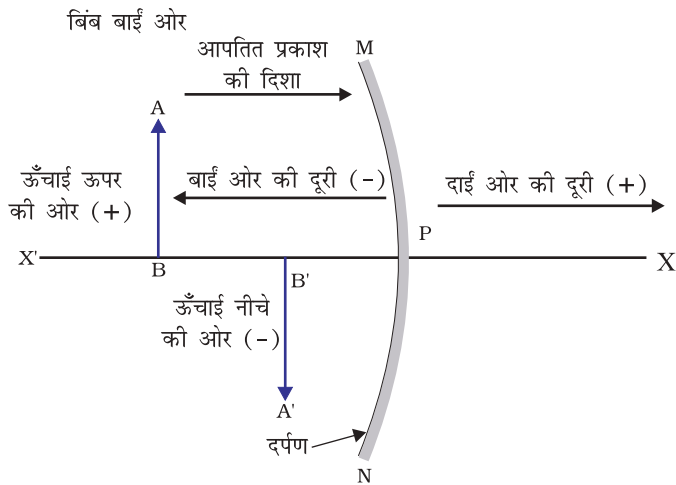 बिंब बाईं ओर
आपतित प्रकाश
की दिशा
M
A
ऊँचाई ऊपर
की ओर (+)
बाईं ओर की दूरी (-)
दाईं ओर की दूरी (+)
P
X'
B
B'
X
ऊँचाई नीचे
की ओर (-)
A'
दर्पण
N